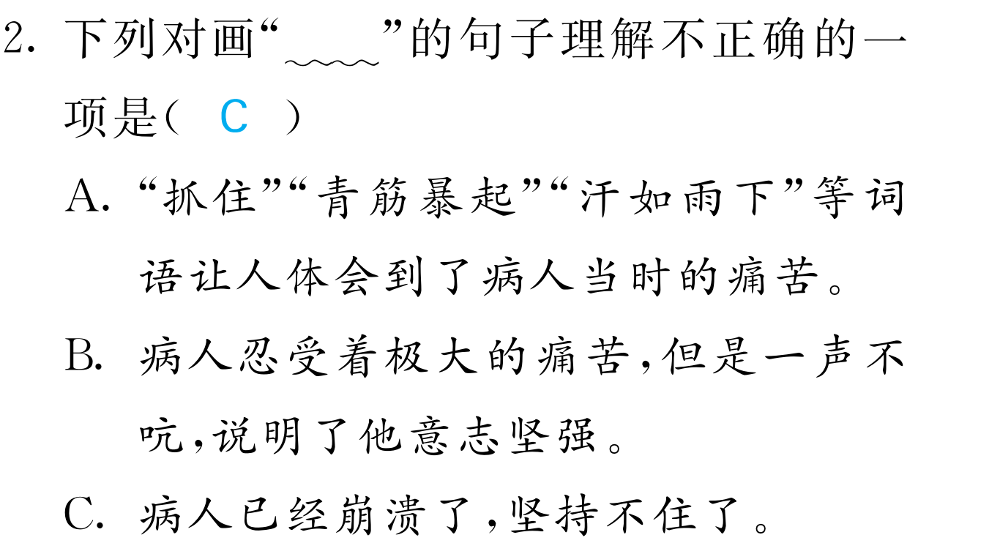 2. 下列对画“﹏﹏”的句子理解不正确的一
项是( C )
A. “抓住”“青筋暴起”“汗如雨下”等词
语让人体会到了病人当时的痛苦。
B. 病人忍受着极大的痛苦,但是一声不
吭,说明了他意志坚强。
C. 病人已经崩溃了,坚持不住了。